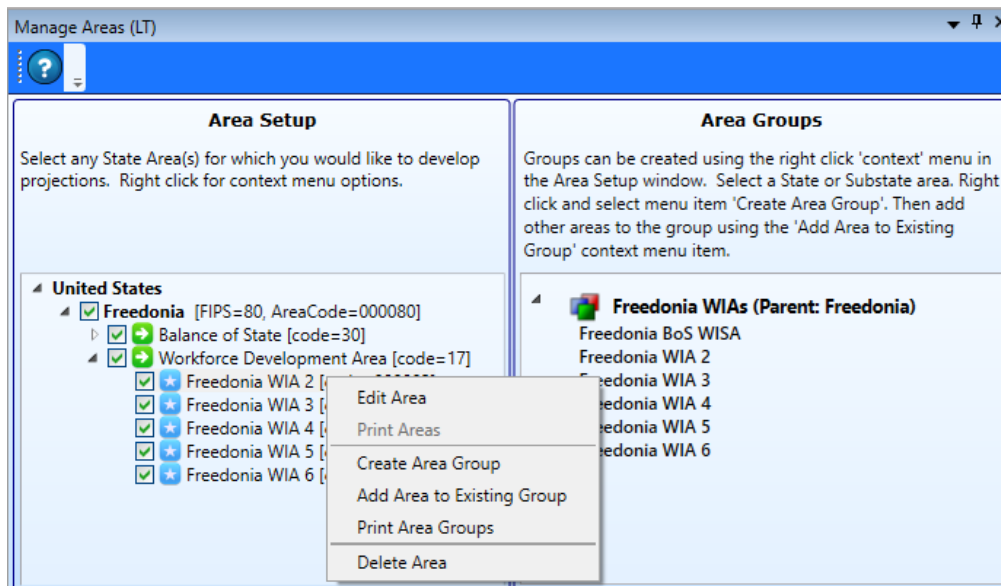 Manage Areas (LT)
Area Setup
Select any State Area(s) for which you would like to develop
projections. Right click for context menu options.
United States
Freedonia [FIPS=80, AreaCode=000080]
Balance of State [code=30]
Workforce Development Area [code=17]
Freedonia WIA 2 [
Freedonia WIA 3 [
Freedonia WIA 4 [
Freedonia WIA 5 [
Freedonia WIA 6 [
Edit Area
Print Areas
Create Area Group
Add Area to Existing Group
Print Area Groups
Delete Area
Area Groups
Groups can be created using the right click 'context' menu in
the Area Setup window. Select a State or Substate area. Right
click and select menu item 'Create Area Group'. Then add
other areas to the group using the 'Add Area to Existing
Group' context menu item.
Freedonia WIAs (Parent: Freedonia)
Freedonia BoS WISA
Freedonia WIA 2
Freedonia WIA 3
eedonia WIA 4
eedonia WIA 5
eedonia WIA 6